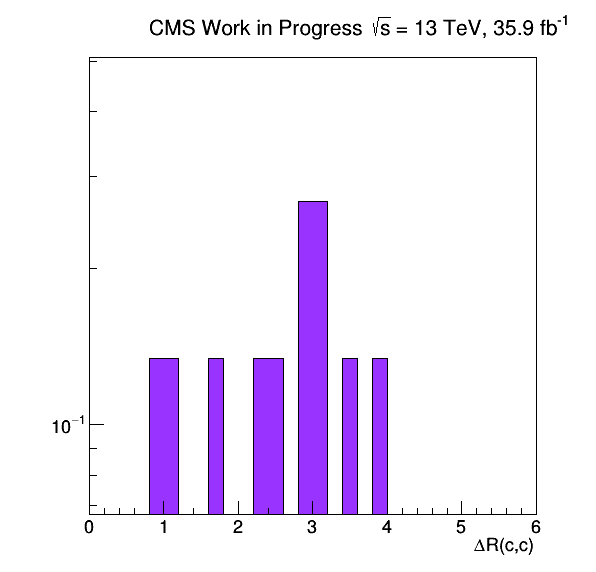 CMS Work in Progress √s = 13 TeV, 35.9 fb⁻¹
10⁻¹
0 1 2 3 4 5 6
ΔR(c,c)